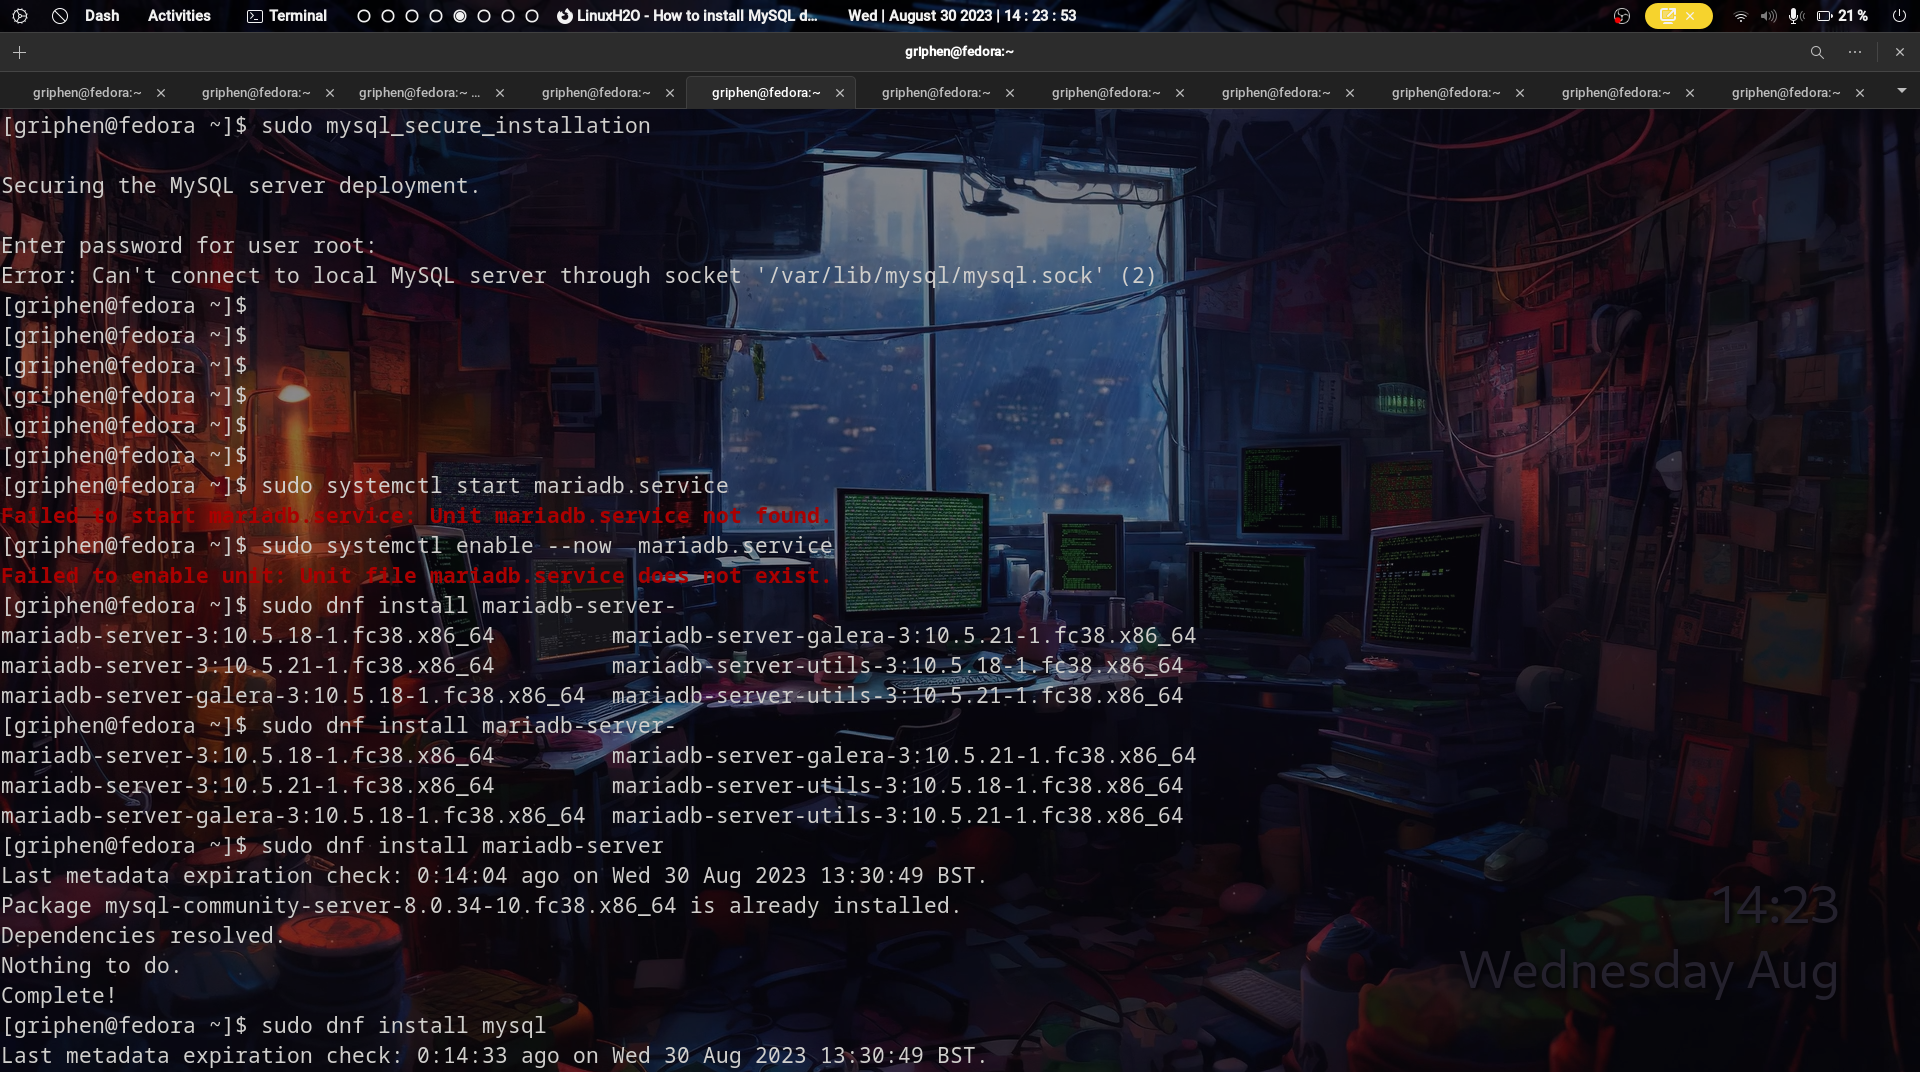 Dash Activities Terminal LinuxH2O - How to install MySQL d... Wed | August 30 2023 | 14 : 23 : 53 21 %
griphen@fedora:~
griphen@fedora:~ griphen@fedora:~ griphen@fedora:~ ... griphen@fedora:~ griphen@fedora:~ griphen@fedora:~ griphen@fedora:~ griphen@fedora:~ griphen@fedora:~ griphen@fedora:~ griphen@fedora:~
[griphen@fedora ~]$ sudo mysql_secure_installation
Securing the MySQL server deployment.
Enter password for user root:
Error: Can't connect to local MySQL server through socket '/var/lib/mysql/mysql.sock' (2)
[griphen@fedora ~]$
[griphen@fedora ~]$
[griphen@fedora ~]$
[griphen@fedora ~]$
[griphen@fedora ~]$
[griphen@fedora ~]$
[griphen@fedora ~]$ sudo systemctl start mariadb.service
Failed to start mariadb.service: Unit mariadb.service not found.
[griphen@fedora ~]$ sudo systemctl enable --now  mariadb.service
Failed to enable unit: Unit file mariadb.service does not exist.
[griphen@fedora ~]$ sudo dnf install mariadb-server-
mariadb-server-3:10.5.18-1.fc38.x86_64         mariadb-server-galera-3:10.5.21-1.fc38.x86_64
mariadb-server-3:10.5.21-1.fc38.x86_64         mariadb-server-utils-3:10.5.18-1.fc38.x86_64
mariadb-server-galera-3:10.5.18-1.fc38.x86_64  mariadb-server-utils-3:10.5.21-1.fc38.x86_64
[griphen@fedora ~]$ sudo dnf install mariadb-server-
mariadb-server-3:10.5.18-1.fc38.x86_64         mariadb-server-galera-3:10.5.21-1.fc38.x86_64
mariadb-server-3:10.5.21-1.fc38.x86_64         mariadb-server-utils-3:10.5.18-1.fc38.x86_64
mariadb-server-galera-3:10.5.18-1.fc38.x86_64  mariadb-server-utils-3:10.5.21-1.fc38.x86_64
[griphen@fedora ~]$ sudo dnf install mariadb-server
Last metadata expiration check: 0:14:04 ago on Wed 30 Aug 2023 13:30:49 BST.
Package mysql-community-server-8.0.34-10.fc38.x86_64 is already installed.
Dependencies resolved.
Nothing to do.
Complete!
[griphen@fedora ~]$ sudo dnf install mysql
Last metadata expiration check: 0:14:33 ago on Wed 30 Aug 2023 13:30:49 BST.
14:23
Wednesday Aug